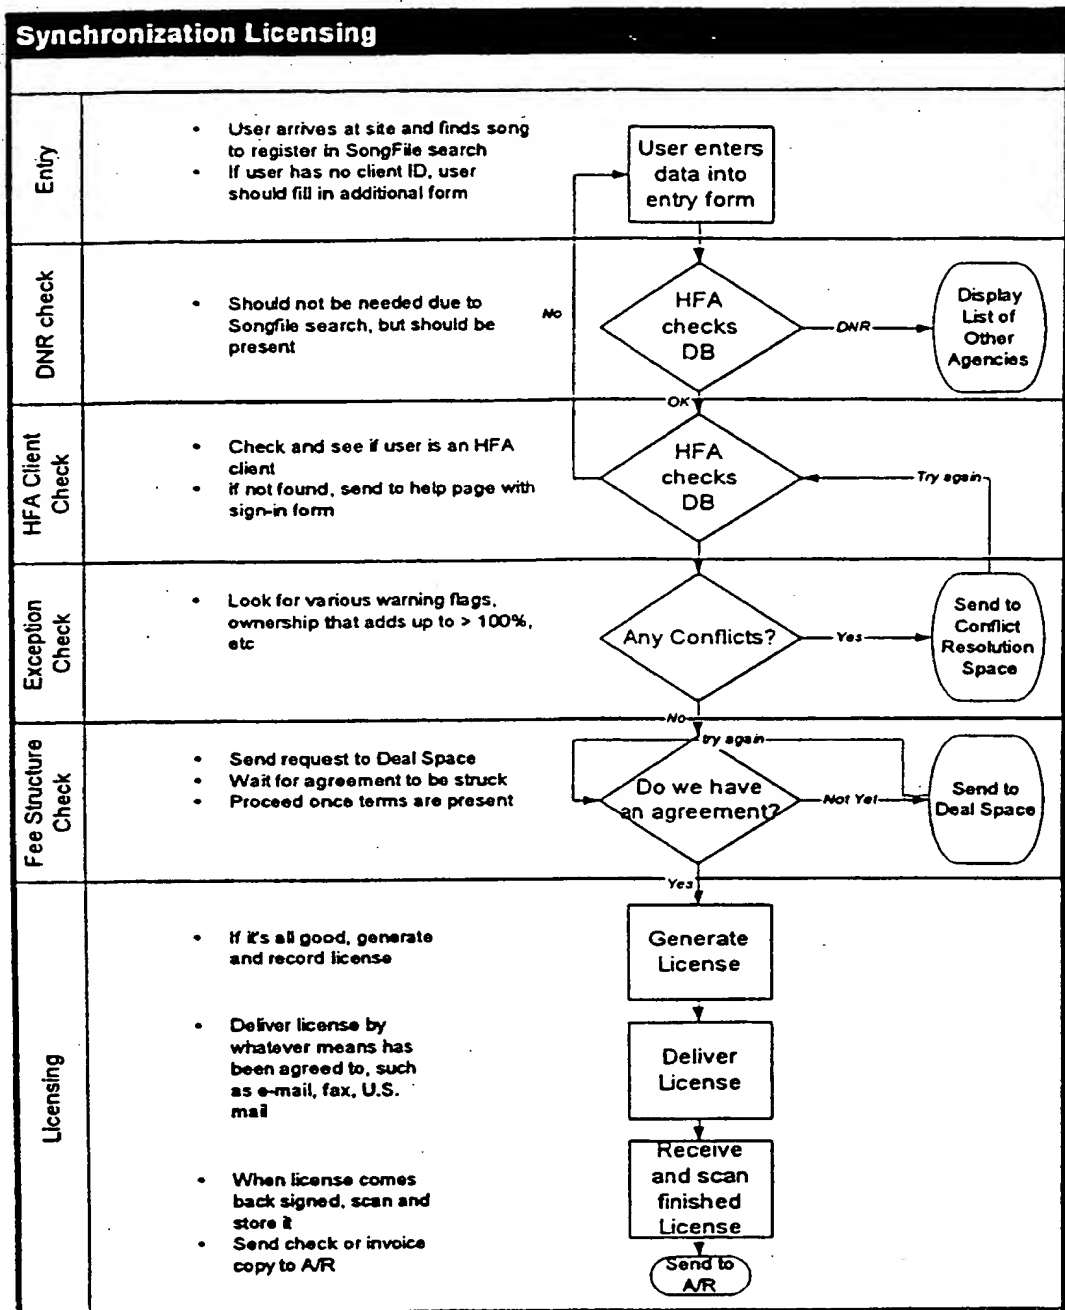 Synchronization Licensing
Entry
• User arrives at site and finds song
to register in SongFile search
• If user has no client ID, user
should fill in additional form
User enters
data into
entry form
DNR check
• Should not be needed due to
Songfile search, but should be
present
No
HFA
checks
DB
DNR
Display
List of
Other
Agencies
OK
HFA Client
Check
• Check and see if user is an HFA
client
• if not found, send to help page with
sign-in form
HFA
checks
DB
Try again
Exception
Check
• Look for various warning flags,
ownership that adds up to > 100%,
etc
Any Conflicts?
Yes
Send to
Conflict
Resolution
Space
No
Fee Structure
Check
• Send request to Deal Space
• Wait for agreement to be struck
• Proceed once terms are present
try again
Do we have
an agreement?
Not Yet
Send to
Deal Space
Yes
Licensing
• If it's all good, generate
and record license
Generate
License
• Deliver license by
whatever means has
been agreed to, such
as e-mail, fax, U.S.
mail
Deliver
License
• When license comes
back signed, scan and
store it
• Send check or invoice
copy to A/R
Receive
and scan
finished
License
Send to
A/R